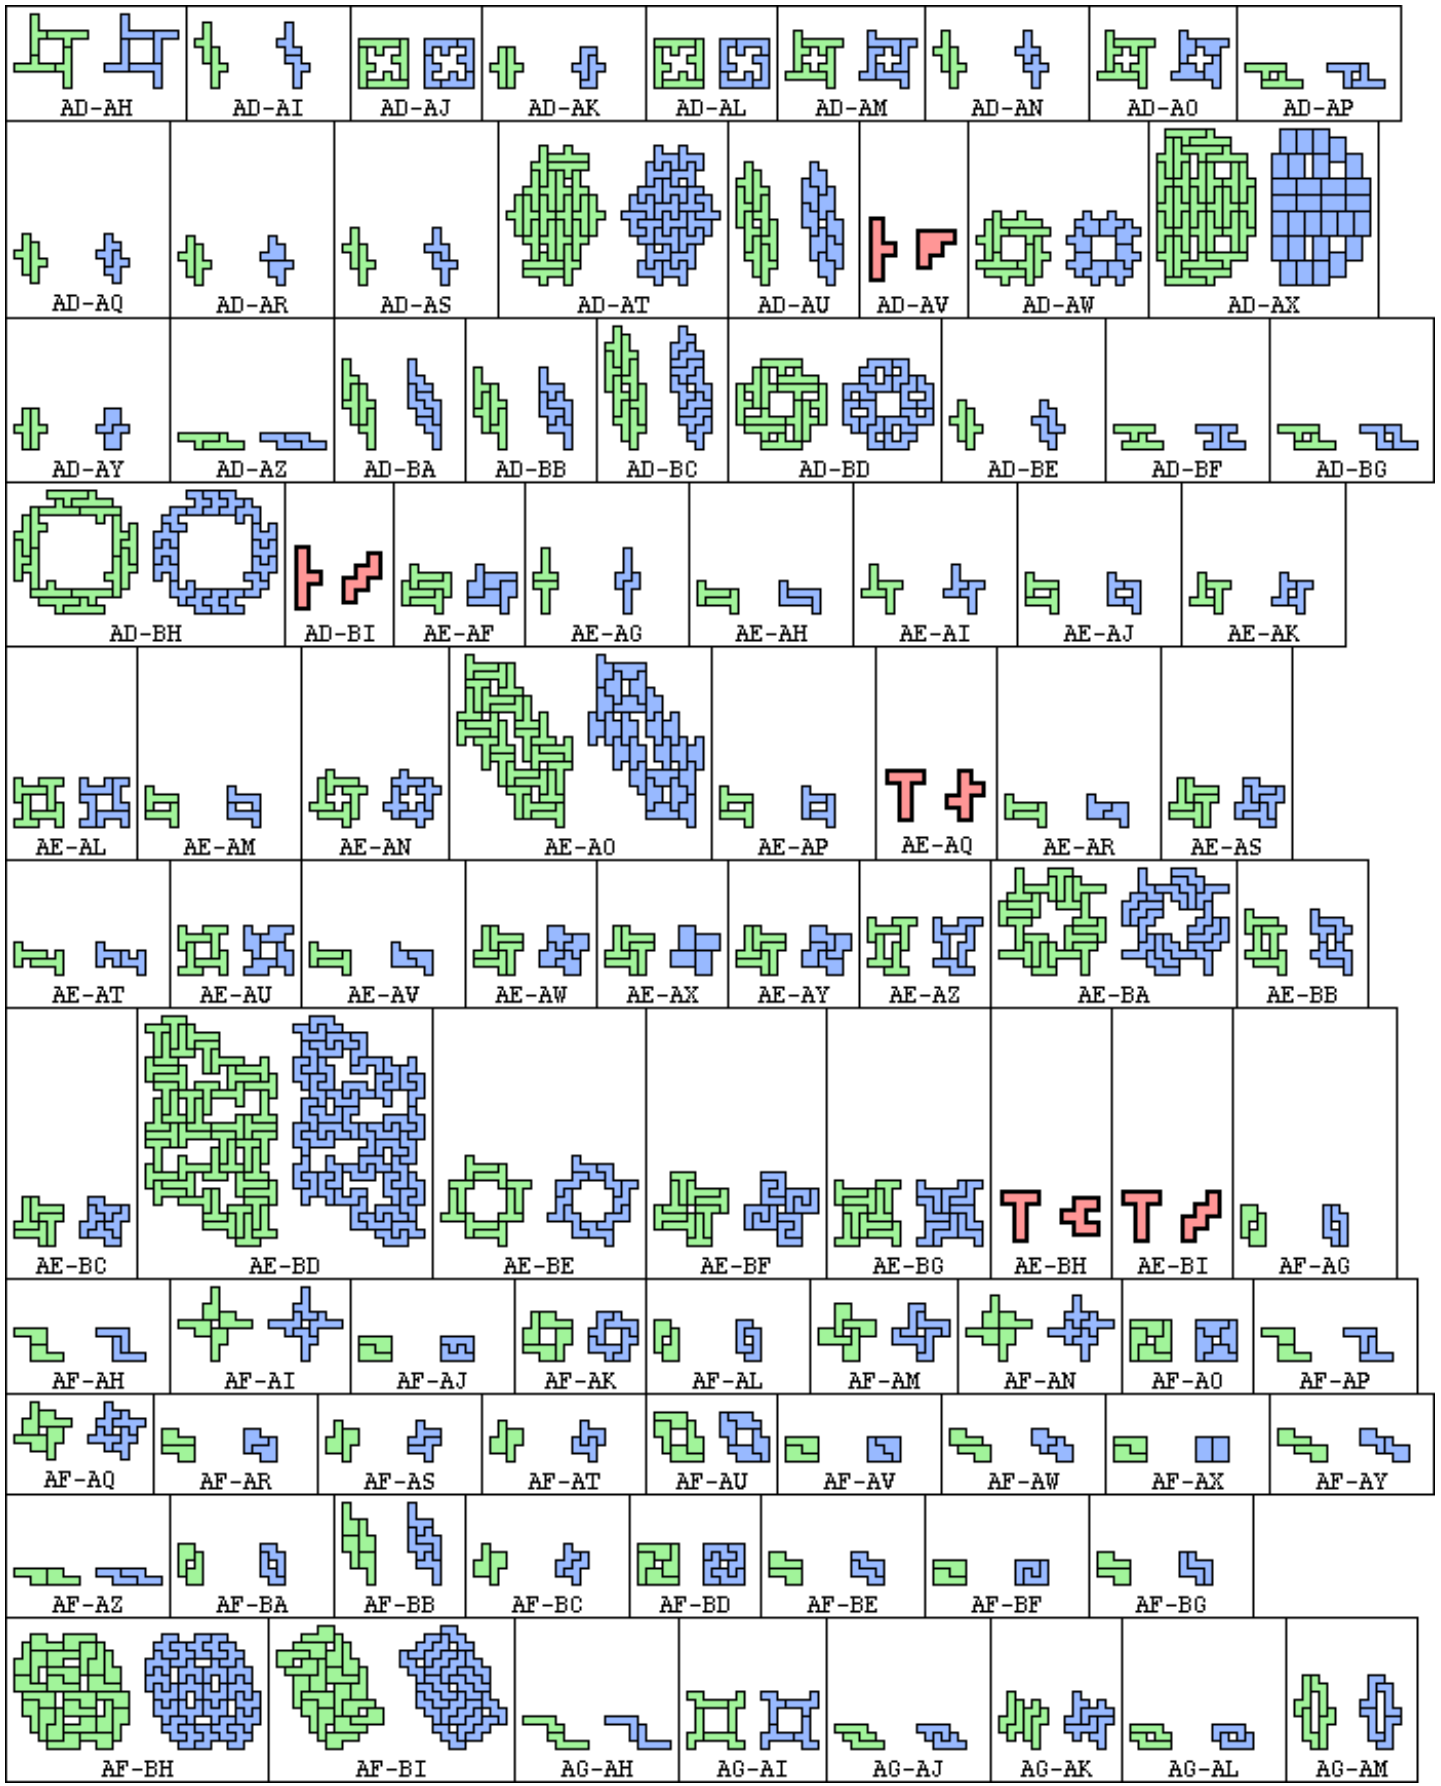 AD-AH AD-AI AD-AJ AD-AK AD-AL AD-AM AD-AN AD-AO AD-AP
AD-AQ AD-AR AD-AS AD-AT AD-AU AD-AV AD-AW AD-AX
AD-AY AD-AZ AD-BA AD-BB AD-BC AD-BD AD-BE AD-BF AD-BG
AD-BH AD-BI AE-AF AE-AG AE-AH AE-AI AE-AJ AE-AK
AE-AL AE-AM AE-AN AE-AO AE-AP AE-AQ AE-AR AE-AS
AE-AT AE-AU AE-AV AE-AW AE-AX AE-AY AE-AZ AE-BA AE-BB
AE-BC AE-BD AE-BE AE-BF AE-BG AE-BH AE-BI AF-AG
AF-AH AF-AI AF-AJ AF-AK AF-AL AF-AM AF-AN AF-AO AF-AP
AF-AQ AF-AR AF-AS AF-AT AF-AU AF-AV AF-AW AF-AX AF-AY
AF-AZ AF-BA AF-BB AF-BC AF-BD AF-BE AF-BF AF-BG
AF-BH AF-BI AG-AH AG-AI AG-AJ AG-AK AG-AL AG-AM